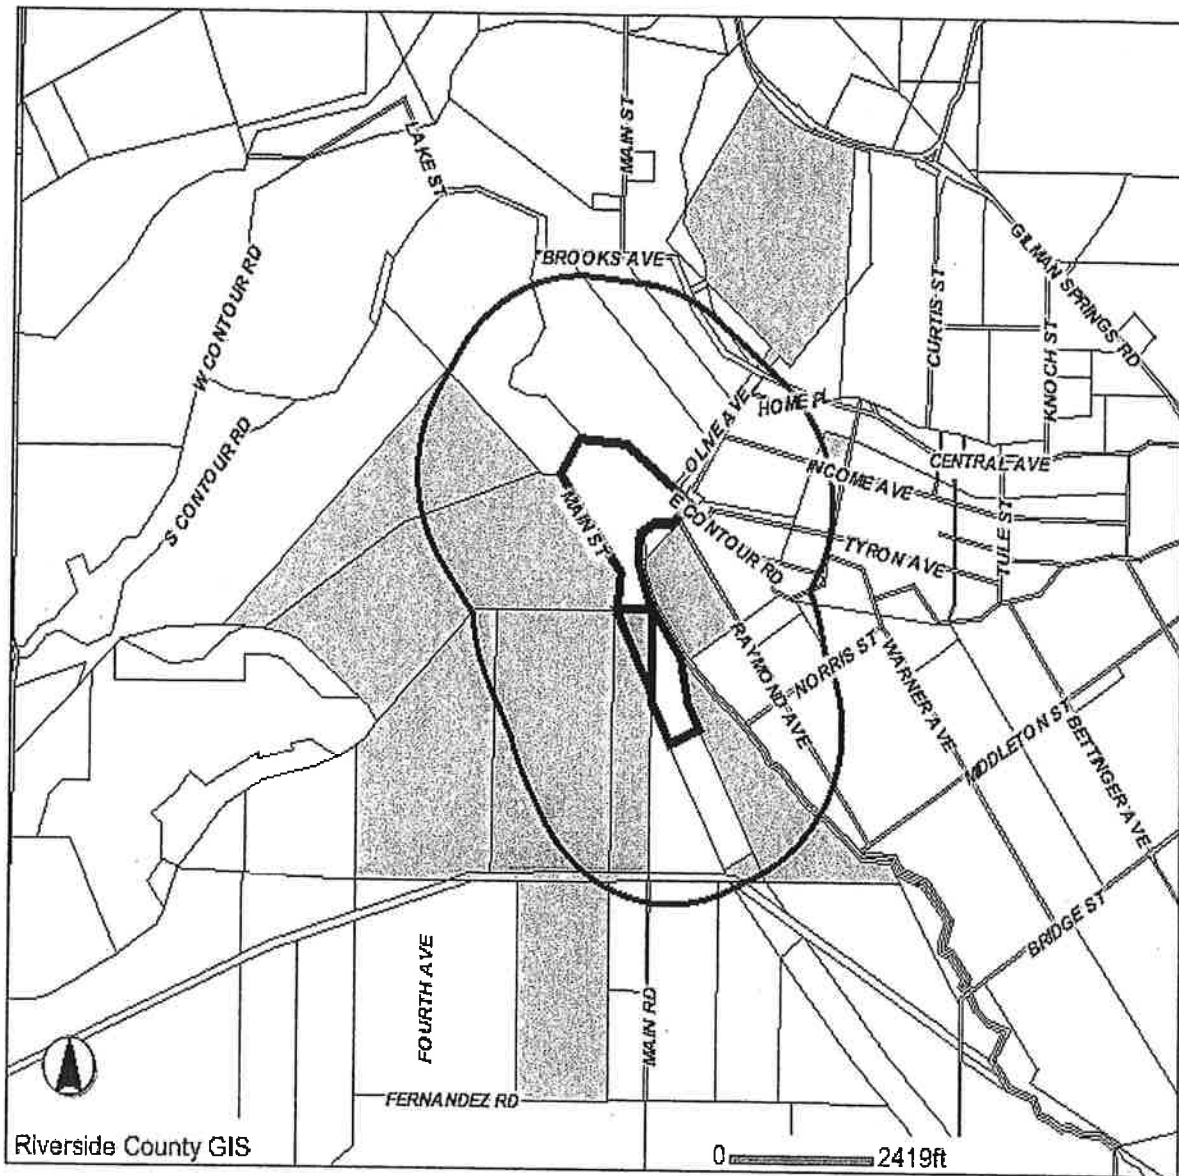 LAKE ST
MAIN ST
BROOKS AVE
GILMAN SPRINGS RD
W CONTOUR RD
CURTIS ST
KNOCH ST
S CONTOUR RD
OLNE AVE
HOME PL
CENTRAL AVE
INCOME AVE
MAIN ST
E CONTOUR RD
TYRON AVE
TULE ST
RAYMOND AVE
NORRIS ST
WARNER AVE
MIDDLETON ST
BETTINGER AVE
BRIDGE ST
FOURTH AVE
MAIN RD
FERNANDEZ RD
Riverside County GIS
0 2419ft